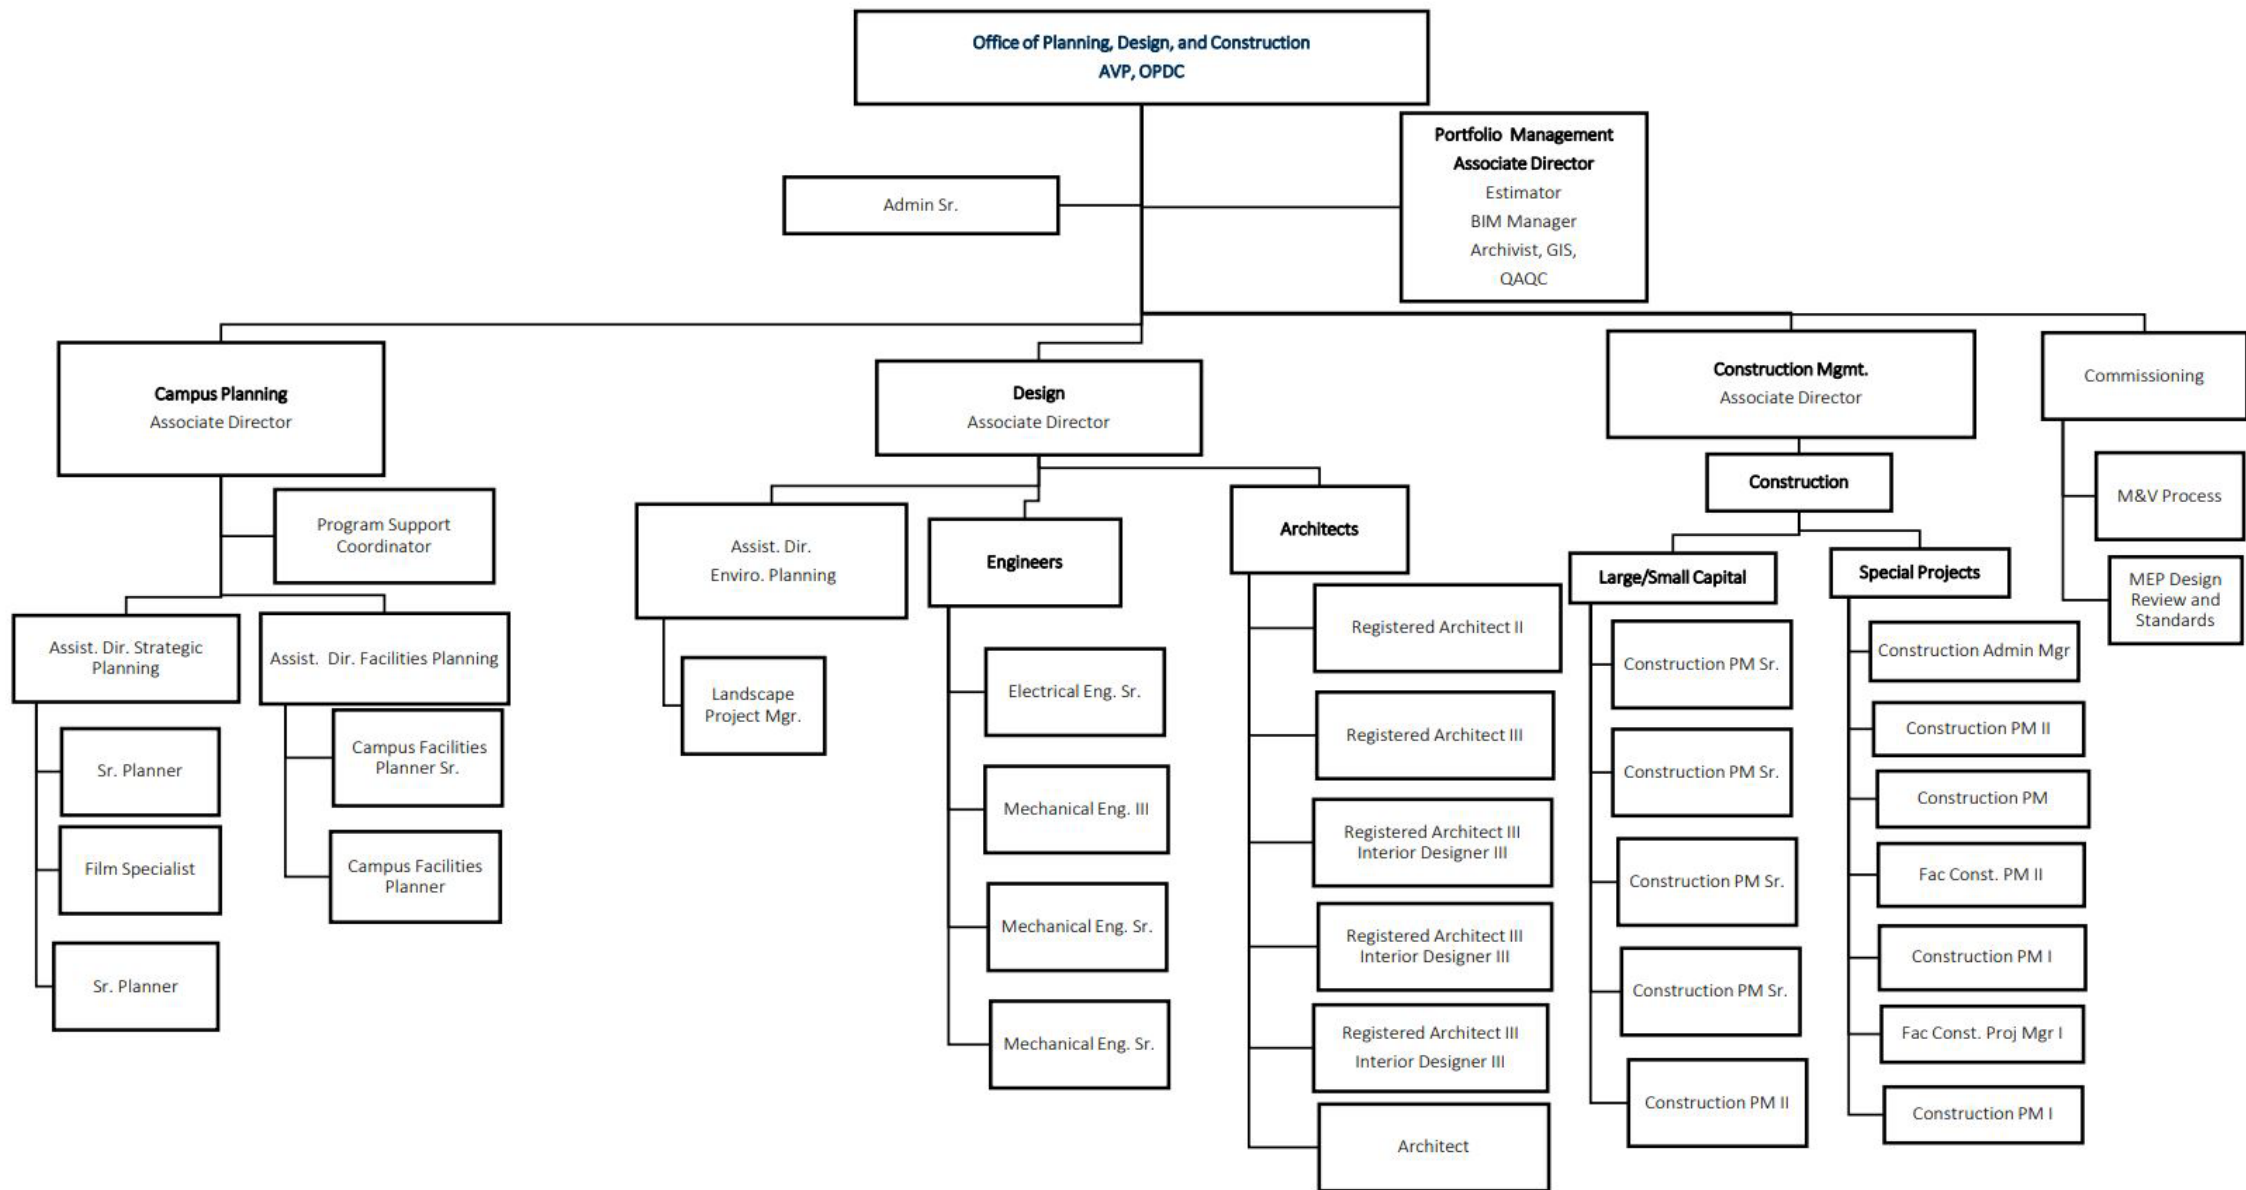 Office of Planning, Design, and Construction
AVP, OPDC
Portfolio Management
Associate Director
Estimator
BIM Manager
Archivist, GIS,
QAQC
Admin Sr.
Campus Planning
Associate Director
Program Support
Coordinator
Assist. Dir. Strategic
Planning
Sr. Planner
Film Specialist
Sr. Planner
Assist. Dir. Facilities Planning
Campus Facilities
Planner Sr.
Campus Facilities
Planner
Design
Associate Director
Assist. Dir.
Enviro. Planning
Landscape
Project Mgr.
Engineers
Electrical Eng. Sr.
Mechanical Eng. III
Mechanical Eng. Sr.
Mechanical Eng. Sr.
Architects
Registered Architect II
Registered Architect III
Registered Architect III
Interior Designer III
Registered Architect III
Interior Designer III
Registered Architect III
Interior Designer III
Architect
Construction Mgmt.
Associate Director
Construction
Large/Small Capital
Construction PM Sr.
Construction PM Sr.
Construction PM Sr.
Construction PM Sr.
Construction PM II
Special Projects
Construction Admin Mgr
Construction PM II
Construction PM
Fac Const. PM II
Construction PM I
Fac Const. Proj Mgr I
Construction PM I
Commissioning
M&V Process
MEP Design
Review and
Standards